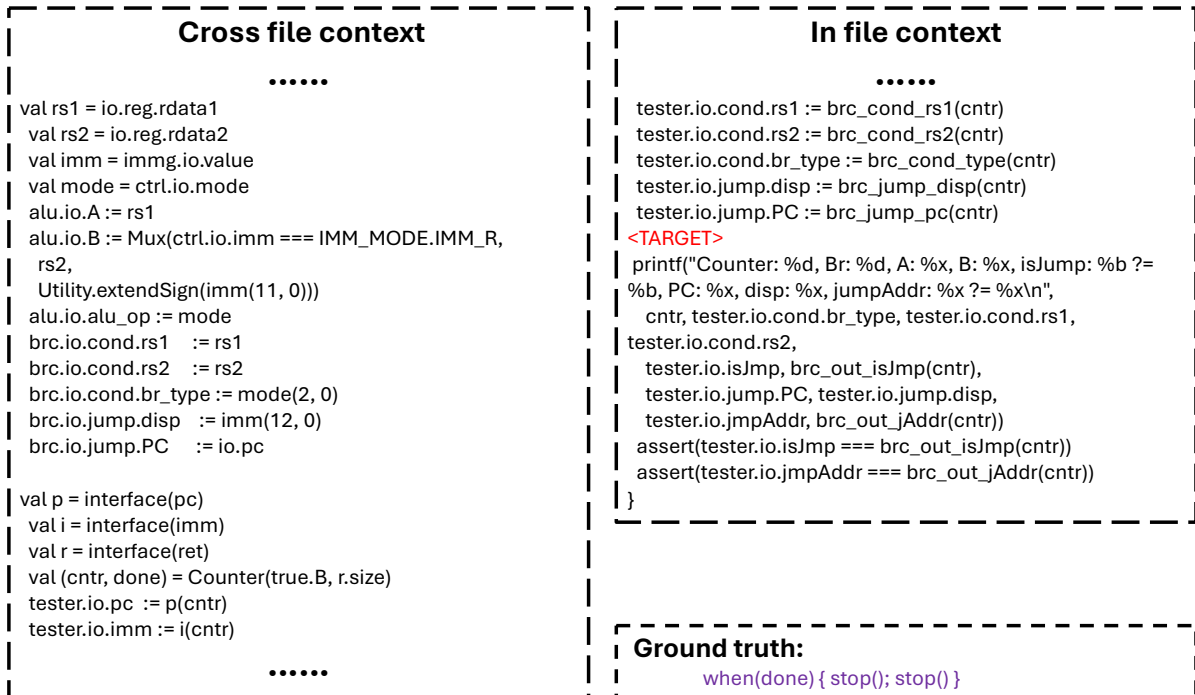 Cross file context
......
val rs1 = io.reg.rdata1
val rs2 = io.reg.rdata2
val imm = immg.io.value
val mode = ctrl.io.mode
alu.io.A := rs1
alu.io.B := Mux(ctrl.io.imm === IMM_MODE.IMM_R,
rs2,
Utility.extendSign(imm(11, 0)))
alu.io.alu_op := mode
brc.io.cond.rs1 := rs1
brc.io.cond.rs2 := rs2
brc.io.cond.br_type := mode(2, 0)
brc.io.jump.disp := imm(12, 0)
brc.io.jump.PC := io.pc
val p = interface(pc)
val i = interface(imm)
val r = interface(ret)
val (cntr, done) = Counter(true.B, r.size)
tester.io.pc := p(cntr)
tester.io.imm := i(cntr)
......
In file context
......
tester.io.cond.rs1 := brc_cond_rs1(cntr)
tester.io.cond.rs2 := brc_cond_rs2(cntr)
tester.io.cond.br_type := brc_cond_type(cntr)
tester.io.jump.disp := brc_jump_disp(cntr)
tester.io.jump.PC := brc_jump_pc(cntr)
<TARGET>
printf("Counter: %d, Br: %d, A: %x, B: %x, isJump: %b ?=
%b, PC: %x, disp: %x, jumpAddr: %x ?= %x\n",
cntr, tester.io.cond.br_type, tester.io.cond.rs1,
tester.io.cond.rs2,
tester.io.isJmp, brc_out_isJmp(cntr),
tester.io.jump.PC, tester.io.jump.disp,
tester.io.jmpAddr, brc_out_jAddr(cntr))
assert(tester.io.isJmp === brc_out_isJmp(cntr))
assert(tester.io.jmpAddr === brc_out_jAddr(cntr))
}
Ground truth:
when(done) { stop(); stop() }